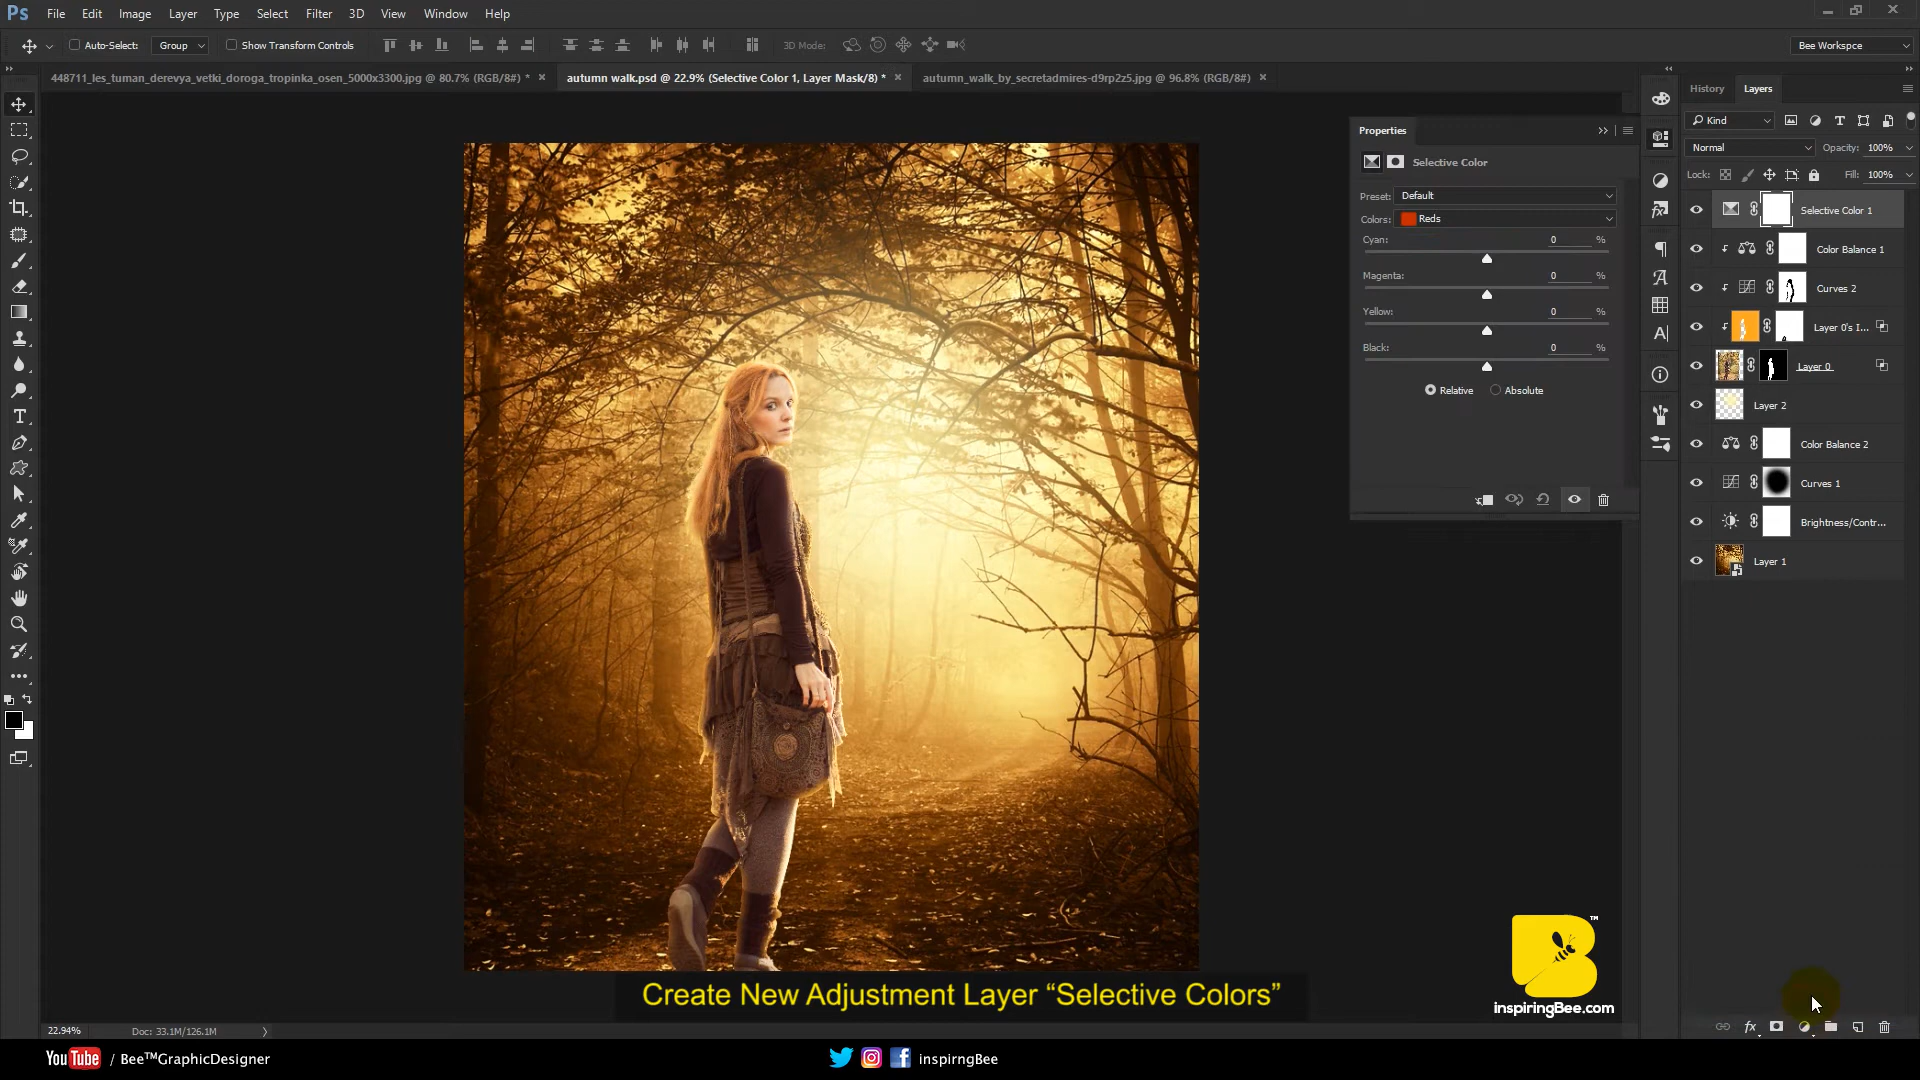 Ps File Edit Image Layer Type Select Filter 3D View Window Help
Auto-Select: Group Show Transform Controls 3D Mode: Bee Workspce
448711_les_tuman_derevya_vetki_doroga_tropinka_osen_5000x3300.jpg @ 80.7% (RGB/8#) * autumn walk.psd @ 22.9% (Selective Color 1, Layer Mask/8) * autumn_walk_by_secretadmires-d9rp2z5.jpg @ 96.8% (RGB/8#)
Properties
Selective Color
Preset: Default
Colors: Reds
Cyan: 0 %
Magenta: 0 %
Yellow: 0 %
Black: 0 %
Relative Absolute
History Layers
Kind
Normal Opacity: 100%
Lock: Fill: 100%
Selective Color 1
Color Balance 1
Curves 2
Layer 0's I...
Layer 0
Layer 2
Color Balance 2
Curves 1
Brightness/Contr...
Layer 1
Create New Adjustment Layer “Selective Colors”
™
inspiringBee.com
22.94% Doc: 33.1M/126.1M
YouTube / Bee™GraphicDesigner inspirngBee